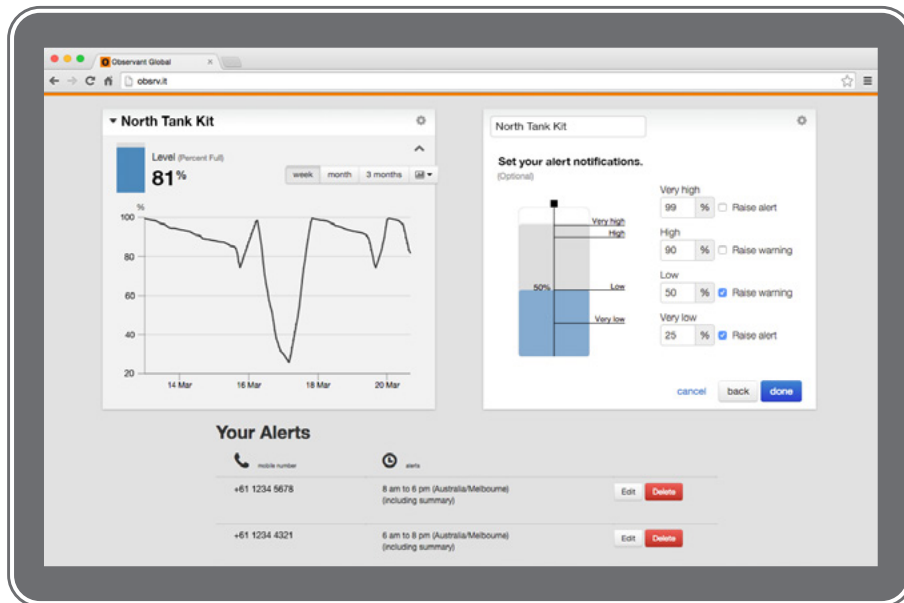 Observant Global
obsrv.it
North Tank Kit
Level (Percent Full)
81%
week month 3 months
%
100
80
60
40
20
14 Mar 16 Mar 18 Mar 20 Mar
North Tank Kit
Set your alert notifications.
(Optional)
Very high
High
50% Low
Very low
Very high
99 % Raise alert
High
90 % Raise warning
Low
50 % Raise warning
Very low
25 % Raise alert
cancel back done
Your Alerts
mobile number alerts
+61 1234 5678 8 am to 6 pm (Australia/Melbourne) Edit Delete
(including summary)
+61 1234 4321 6 am to 8 pm (Australia/Melbourne) Edit Delete
(including summary)